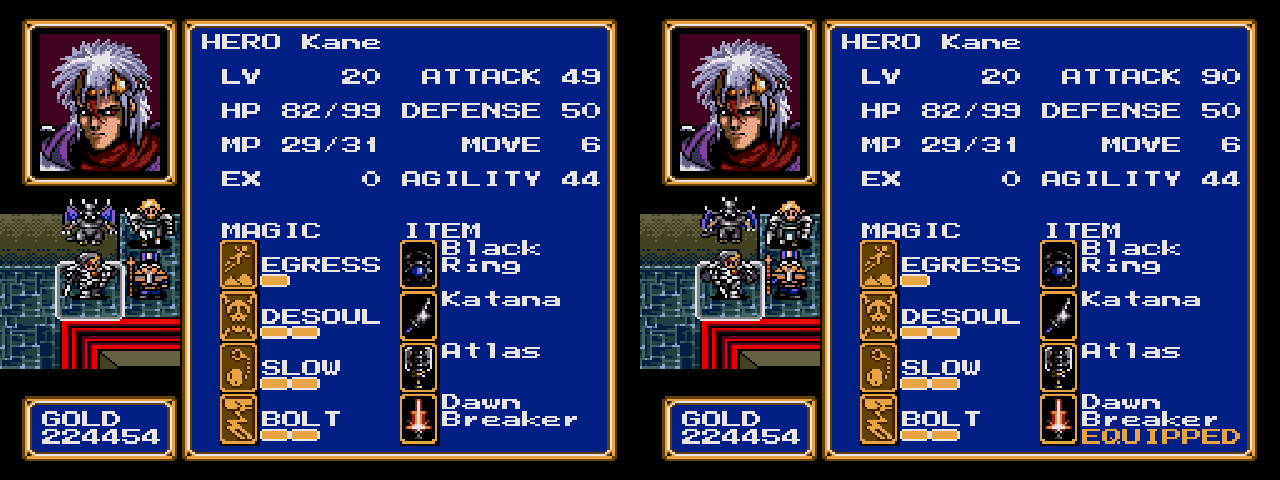 HERO Kane
LV 20 ATTACK 49
HP 82/99 DEFENSE 50
MP 29/31 MOVE 6
EX 0 AGILITY 44
MAGIC ITEM
EGRESS
Black
Ring
DESOUL
Katana
SLOW
Atlas
BOLT
Dawn
Breaker
GOLD
224454
HERO Kane
LV 20 ATTACK 90
HP 82/99 DEFENSE 50
MP 29/31 MOVE 6
EX 0 AGILITY 44
MAGIC ITEM
EGRESS
Black
Ring
DESOUL
Katana
SLOW
Atlas
BOLT
Dawn
Breaker
EQUIPPED
GOLD
224454